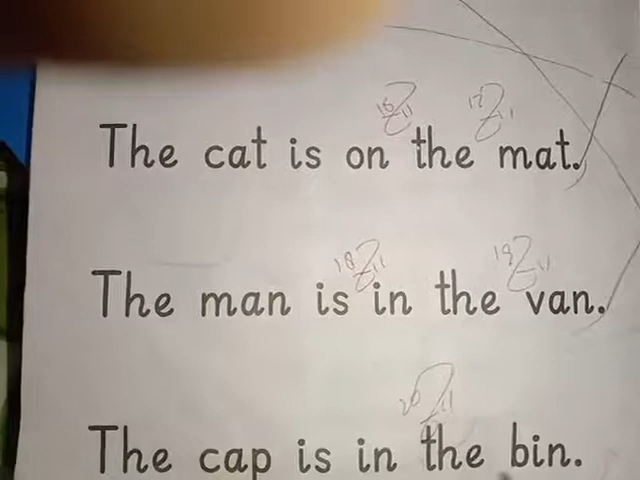 The cat is on the mat.
The man is in the van.
The cap is in the bin.